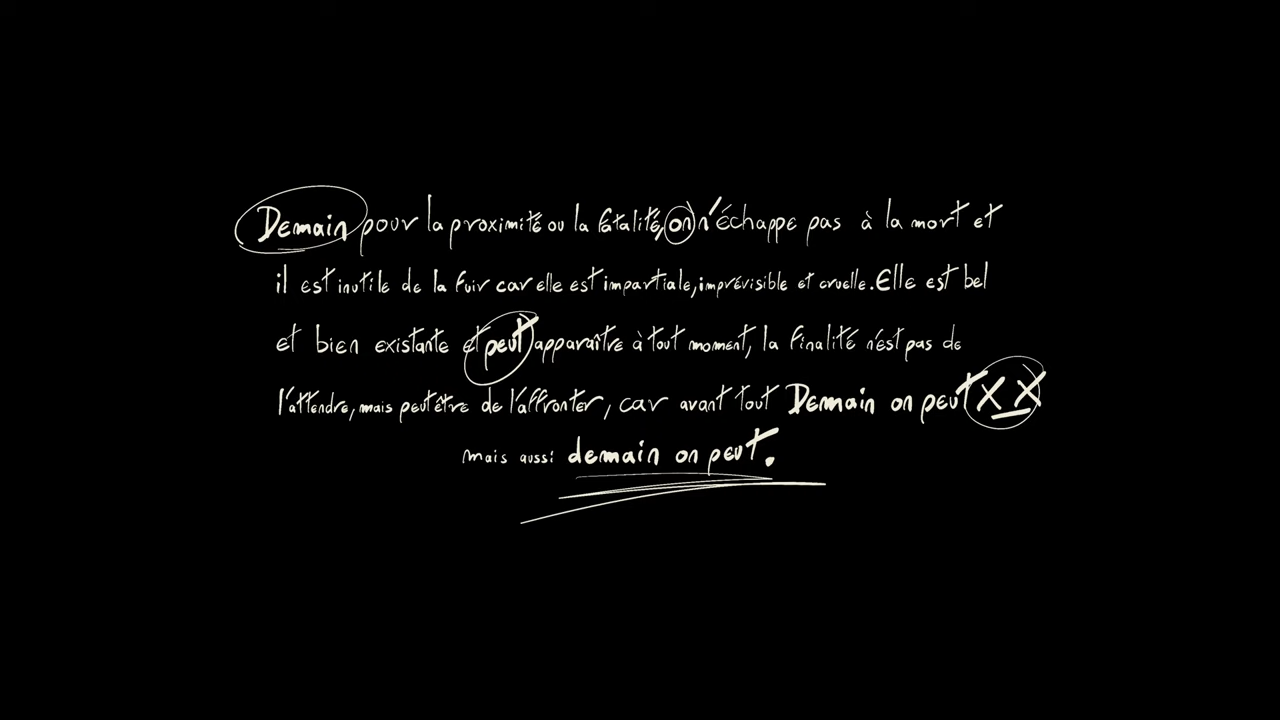 Demain pour la proximité ou la fatalité, on n'échappe pas à la mort et
il est inutile de la fuir car elle est impartiale, imprévisible et cruelle. Elle est bel
et bien existante et peut apparaître à tout moment, la finalité n'est pas de
l'attendre, mais peut être de l'affronter, car avant tout Demain on peut X X
mais aussi demain on peut.